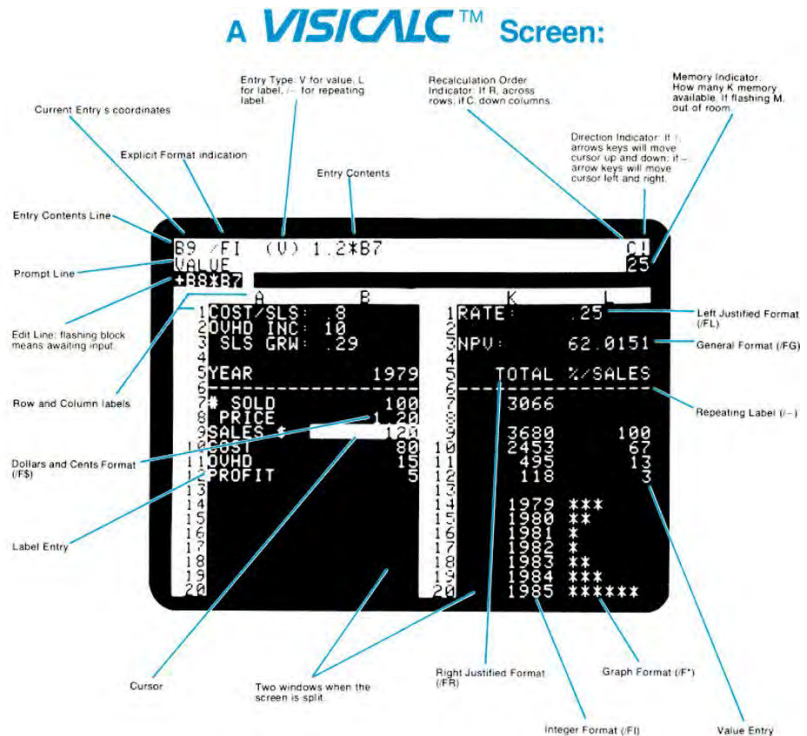 A VISICALC™ Screen:
Entry Type: V for value, L
for label, /– for repeating
label.
Recalculation Order
Indicator: If R, across
rows, if C, down columns.
Memory Indicator:
How many K memory
available. If flashing M,
out of room.
Current Entry s coordinates
Explicit Format indication
Entry Contents
Direction Indicator: If !,
arrows keys will move
cursor up and down; if –
arrow keys will move
cursor left and right.
Entry Contents Line
Prompt Line
Edit Line: flashing block
means awaiting input.
Row and Column labels
Dollars and Cents Format
(/F$)
Label Entry
B9 /FI (V) 1.2*B7 C!
VALUE 25
+B8*B7
A B
1 COST/SLS: .8
2 OVHD INC: 10
3 SLS GRW: .29
4
5 YEAR 1979
6 --------------------
7 # SOLD 100
8 PRICE 1.20
9 SALES $ 120
10 COST 80
11 OVHD 15
12 PROFIT 5
13
14
15
16
17
18
19
20
K L
1 RATE: .25
2
3 NPV: 62.0151
4
5 TOTAL %/SALES
6 --------------------
7 3066
8
9 3680 100
10 2453 67
11 495 13
12 118 3
13
14 1979 ***
15 1980 **
16 1981 *
17 1982 *
18 1983 **
19 1984 ***
20 1985 ******
Left Justified Format
(/FL)
General Format (/FG)
Repeating Label (/–)
Cursor
Two windows when the
screen is split.
Right Justified Format
(/FR)
Graph Format (/F*)
Integer Format (/FI)
Value Entry